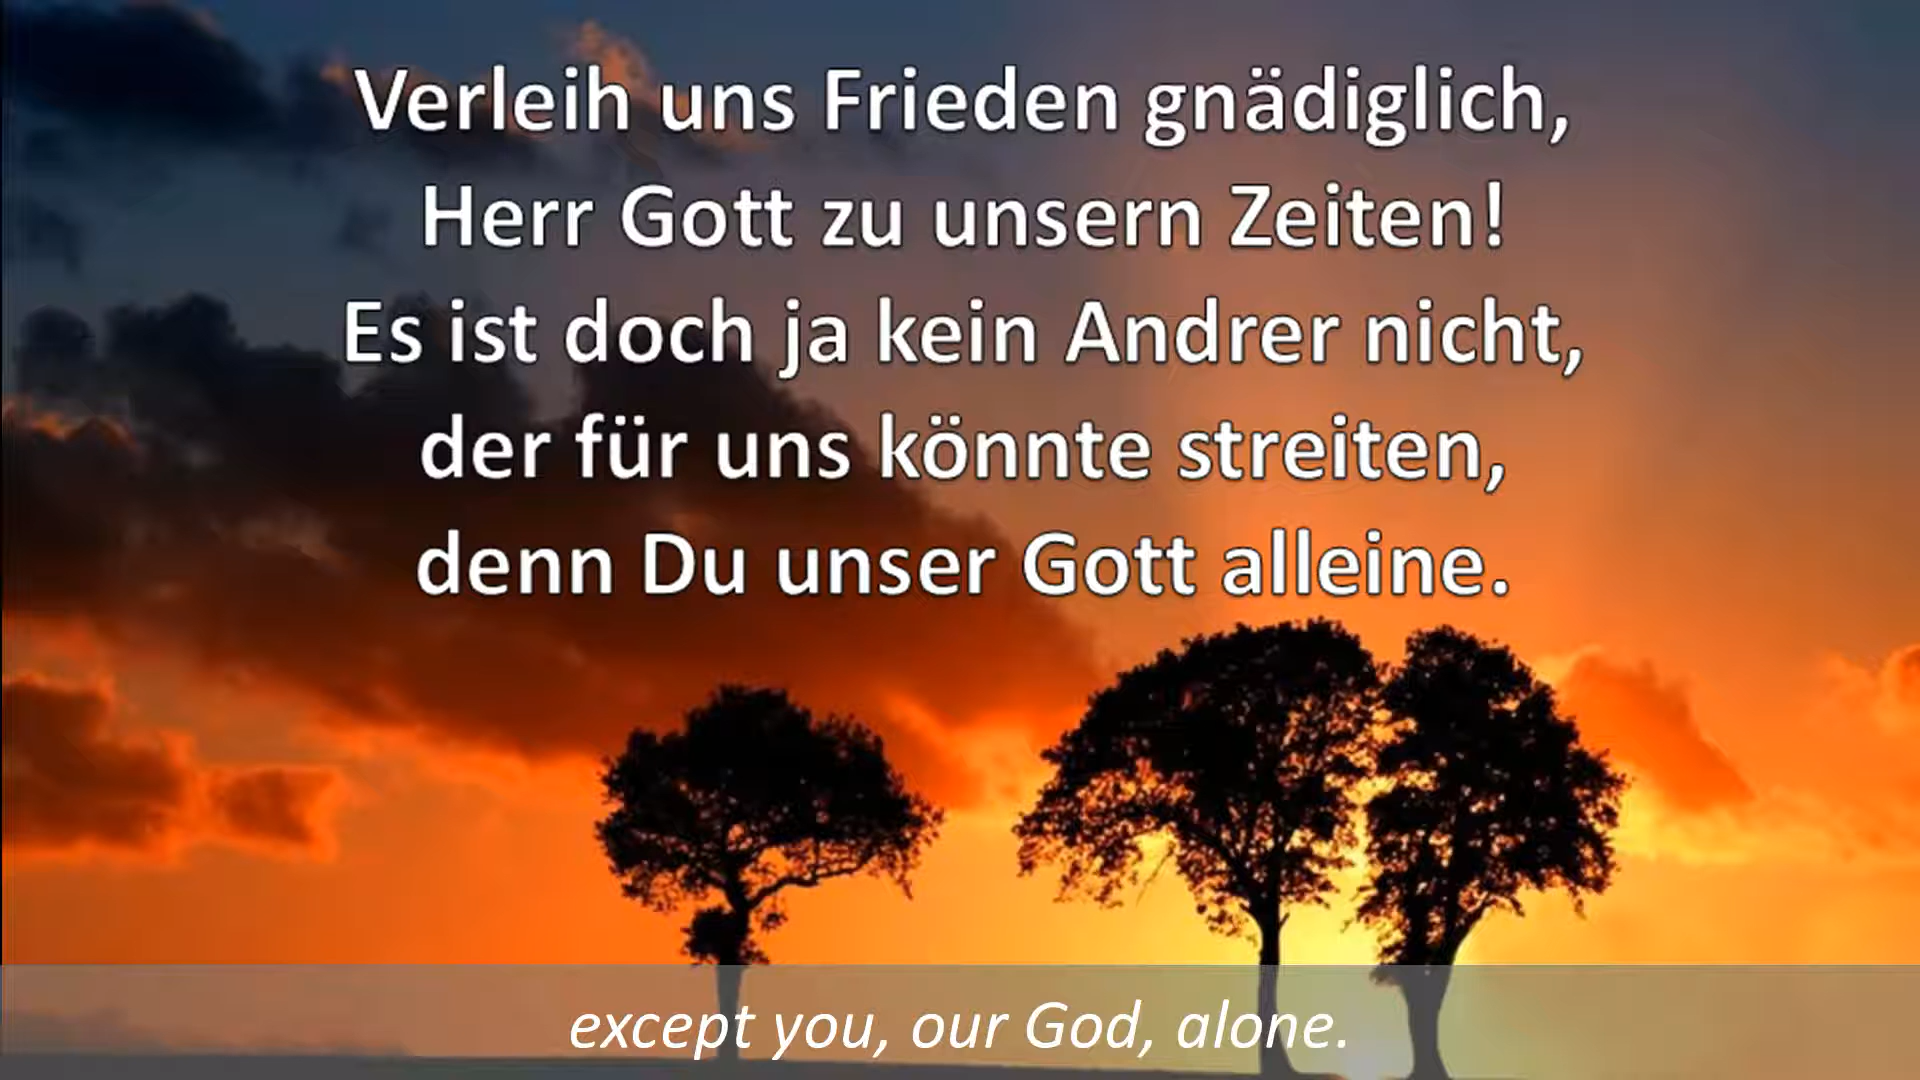 Verleih uns Frieden gnädiglich,
Herr Gott zu unsern Zeiten!
Es ist doch ja kein Andrer nicht,
der für uns könnte streiten,
denn Du unser Gott alleine.
except you, our God, alone.